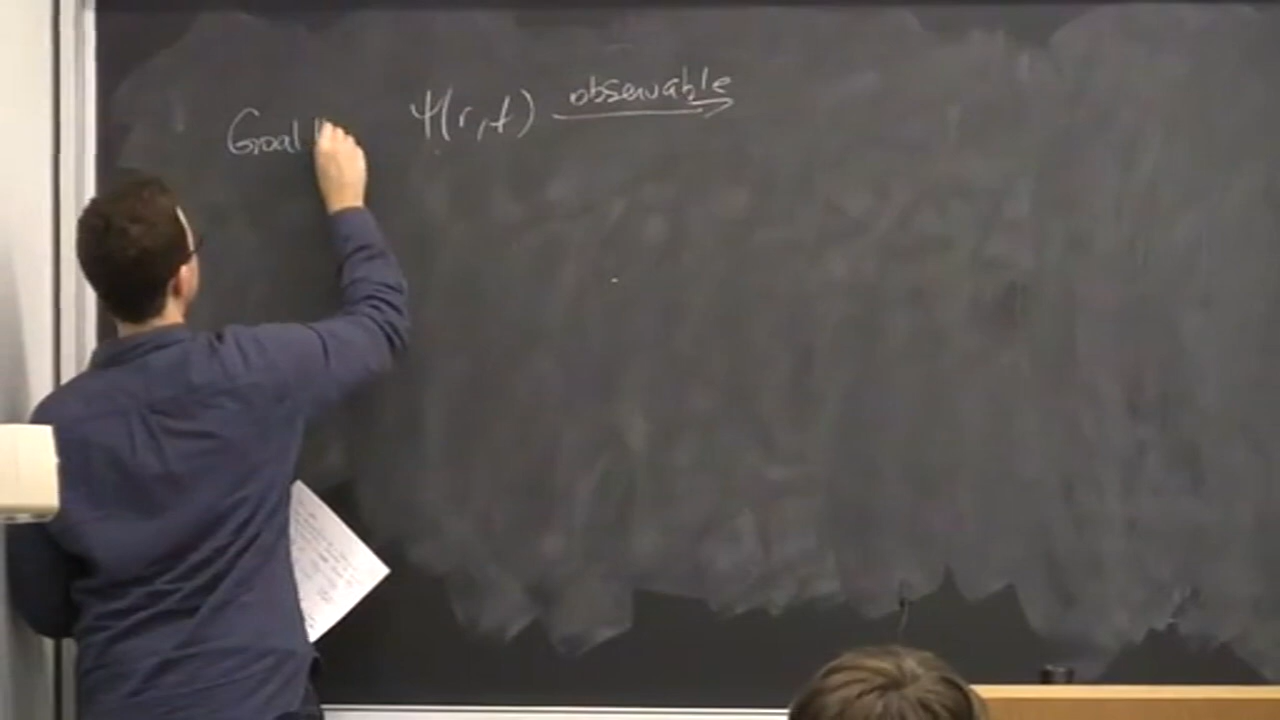 Goal ψ(r,t) observable →